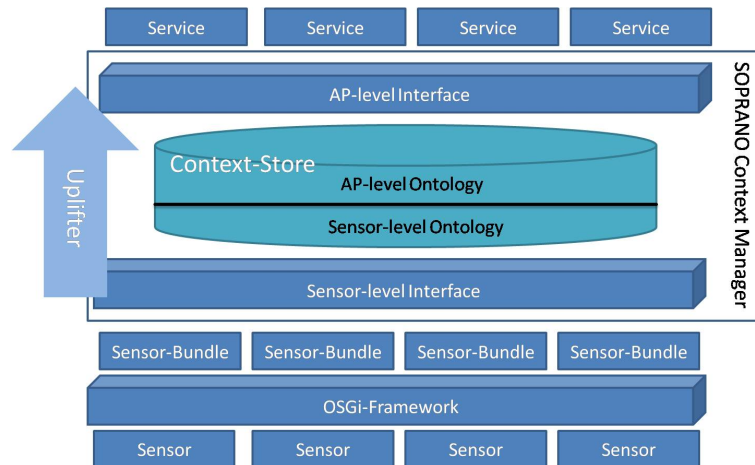 Service
Service
Service
Service
AP-level Interface
SOPRANO Context Manager
Uplifter
Context-Store
AP-level Ontology
Sensor-level Ontology
Sensor-level Interface
Sensor-Bundle
Sensor-Bundle
Sensor-Bundle
Sensor-Bundle
OSGi-Framework
Sensor
Sensor
Sensor
Sensor